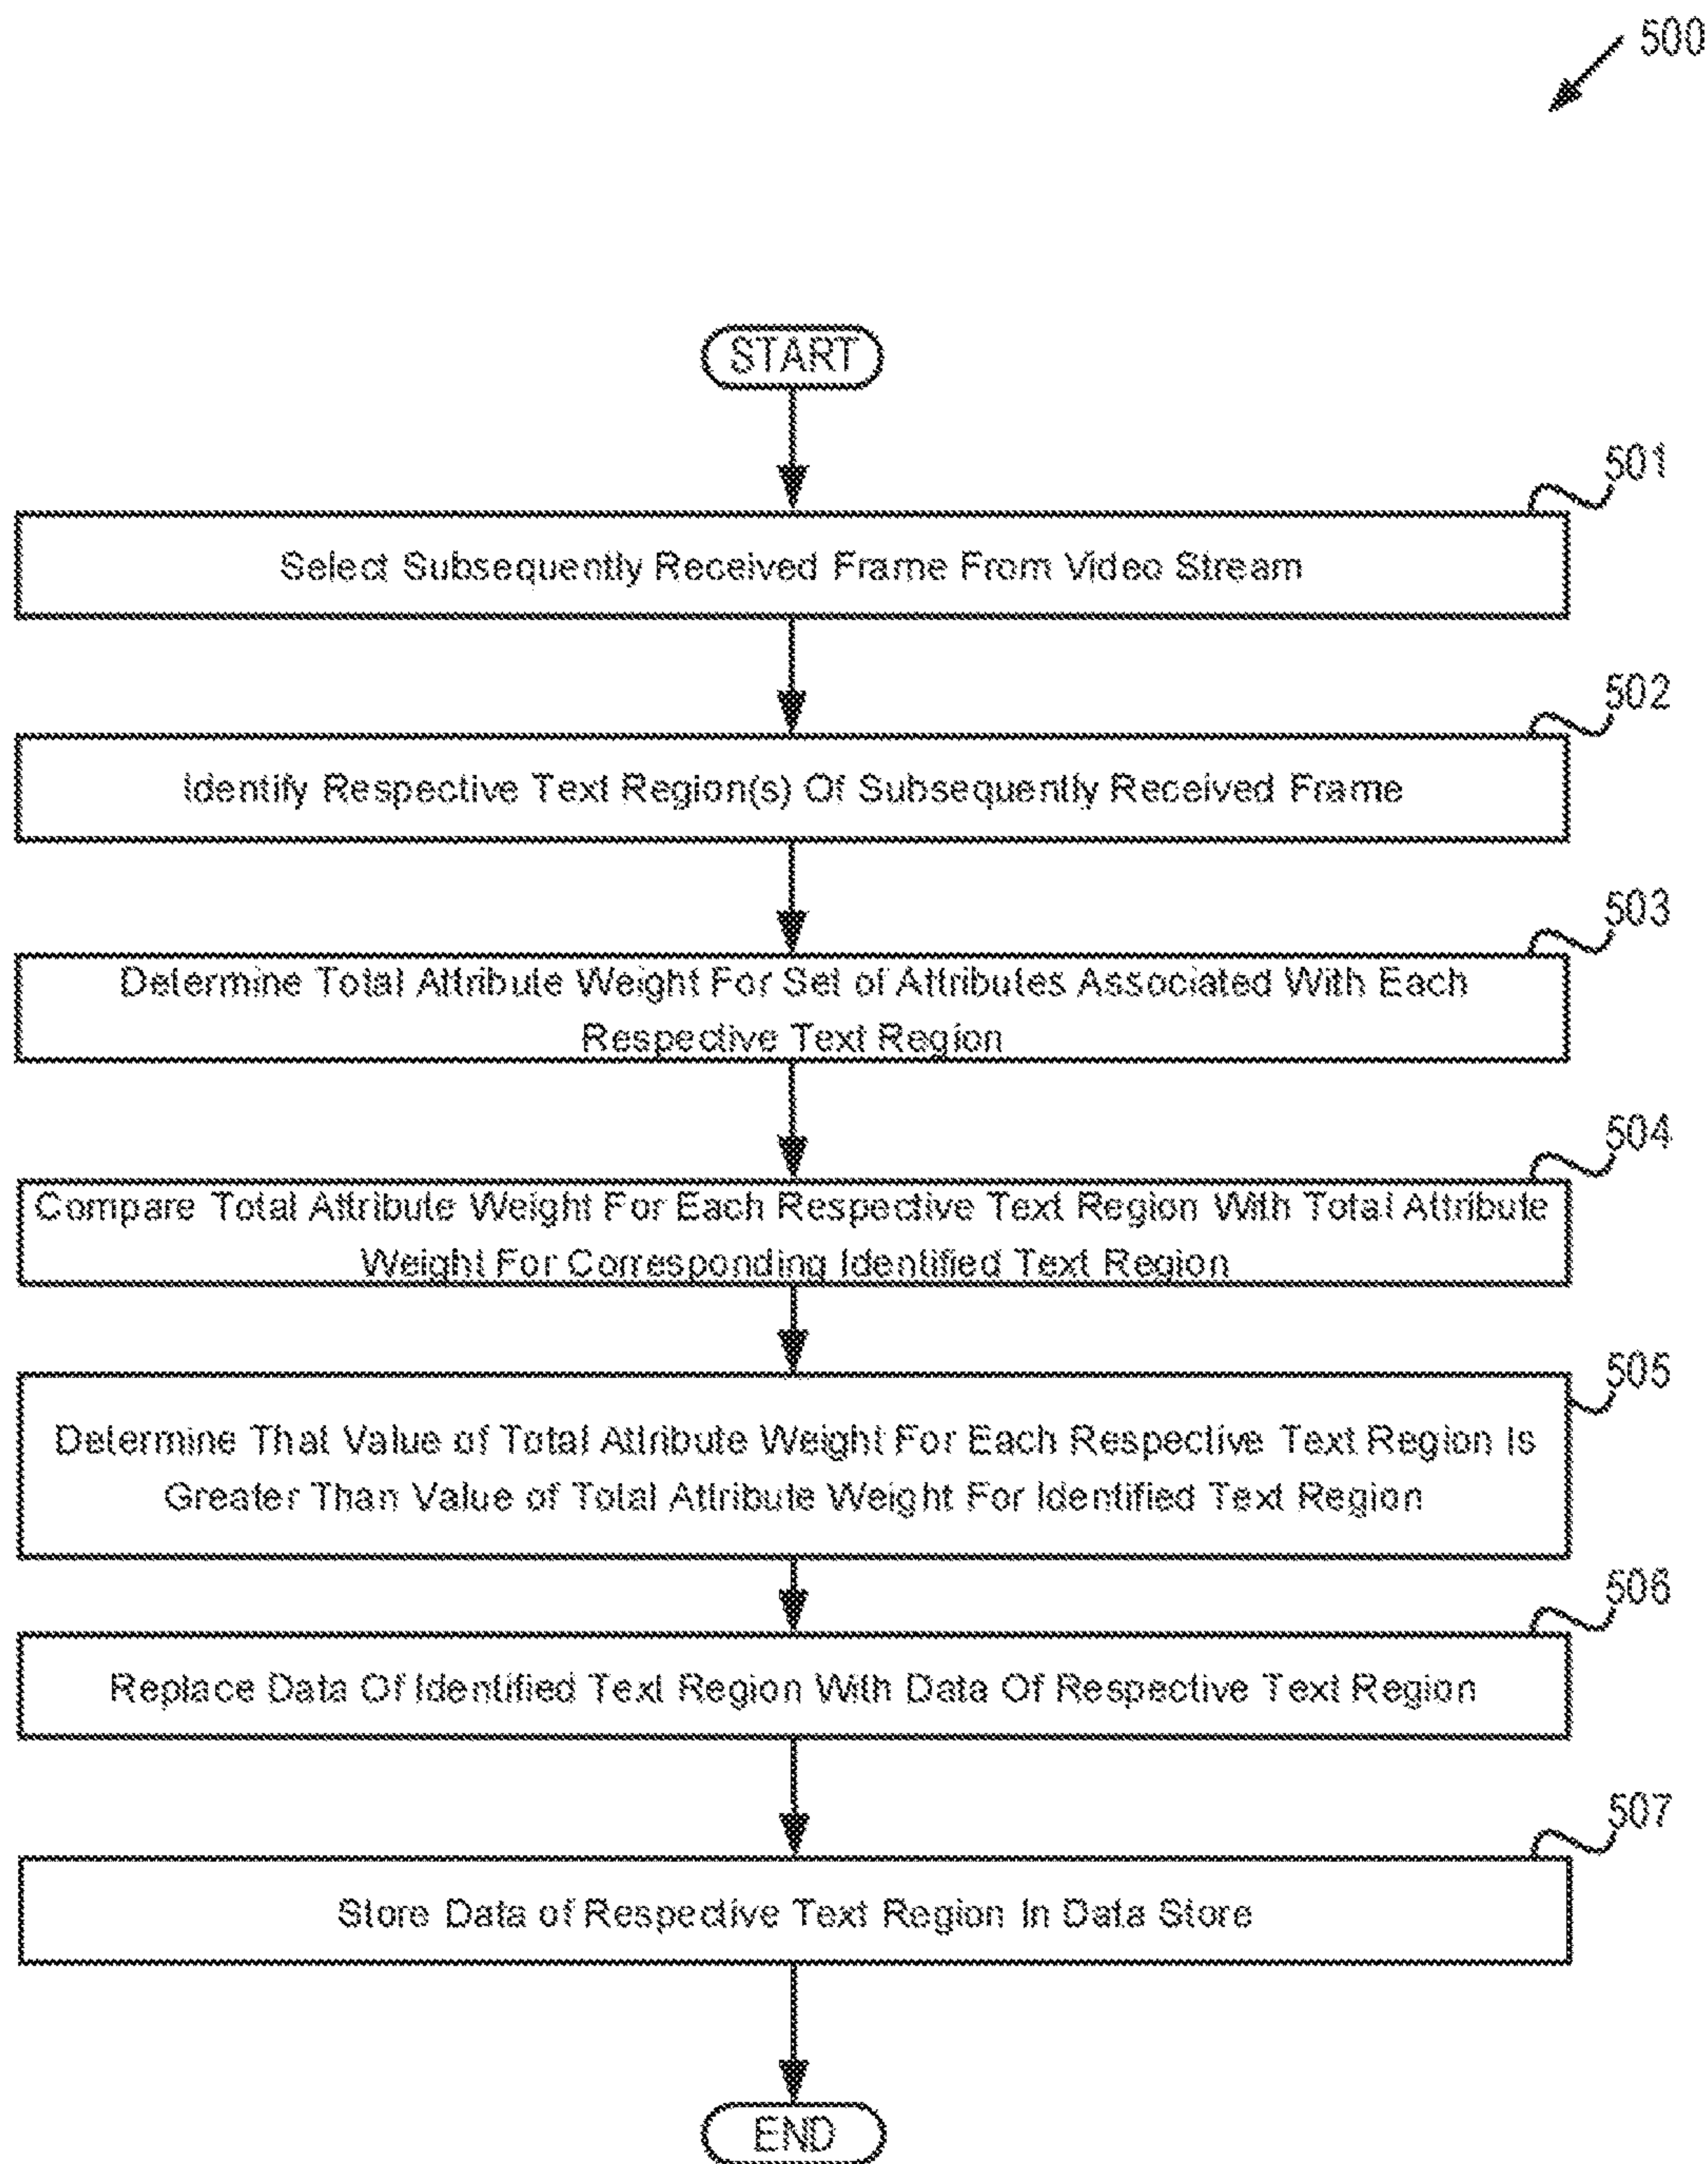 500
START
501
Select Subsequently Received Frame From Video Stream
502
Identify Respective Text Region(s) Of Subsequently Received Frame
503
Determine Total Attribute Weight For Set of Attributes Associated With Each
Respective Text Region
504
Compare Total Attribute Weight For Each Respective Text Region With Total Attribute
Weight For Corresponding Identified Text Region
505
Determine That Value of Total Attribute Weight For Each Respective Text Region Is
Greater Than Value of Total Attribute Weight For Identified Text Region
506
Replace Data Of Identified Text Region With Data Of Respective Text Region
507
Store Data of Respective Text Region In Data Store
END